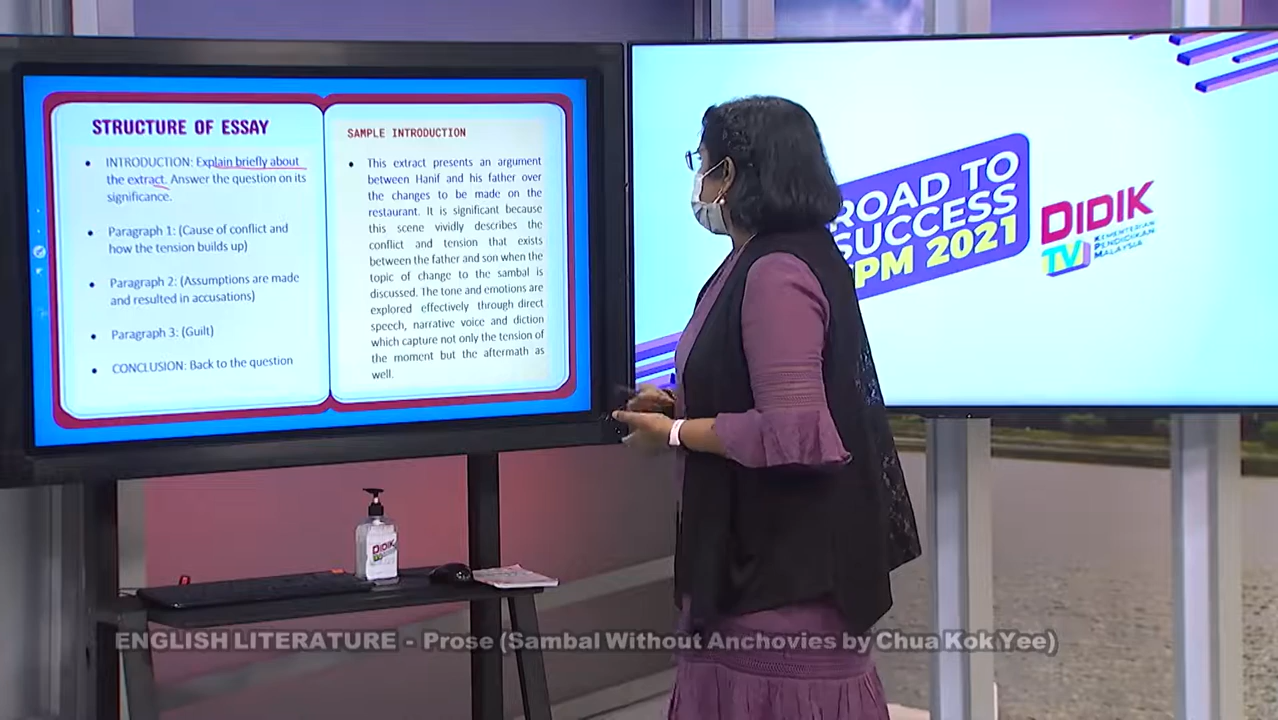 STRUCTURE OF ESSAY
INTRODUCTION: Explain briefly about
the extract. Answer the question on its
significance.
Paragraph 1: (Cause of conflict and
how the tension builds up)
Paragraph 2: (Assumptions are made
and resulted in accusations)
Paragraph 3: (Guilt)
CONCLUSION: Back to the question
SAMPLE INTRODUCTION
This extract presents an argument
between Hanif and his father over
the changes to be made on the
restaurant. It is significant because
this scene vividly describes the
conflict and tension that exists
between the father and son when the
topic of change to the sambal is
discussed. The tone and emotions are
explored effectively through direct
speech, narrative voice and diction
which capture not only the tension of
the moment but the aftermath as
well.
ROAD TO
SUCCESS
PM 2021
DIDIK
TV
KEMENTERIAN
PENDIDIKAN
MALAYSIA
DIDIK
ENGLISH LITERATURE - Prose (Sambal Without Anchovies by Chua Kok Yee)